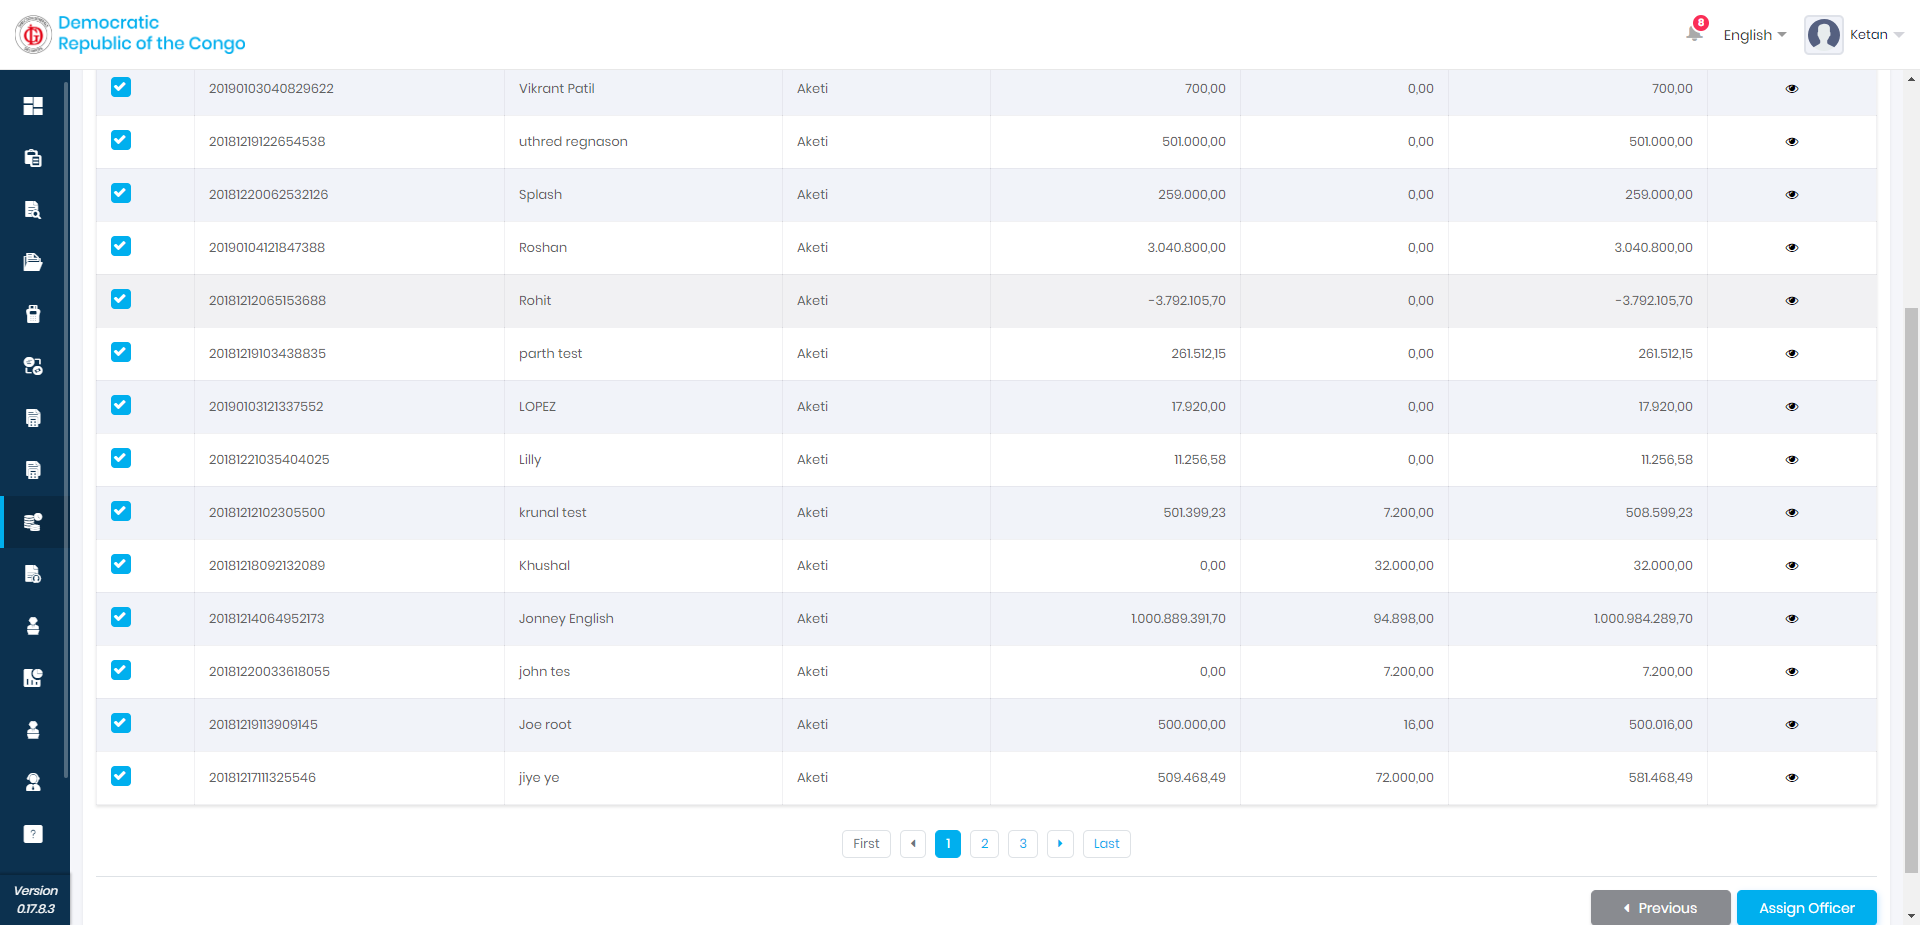 Democratic
Republic of the Congo
8
English
Ketan
20190103040829622 Vikrant Patil Aketi 700,00 0,00 700,00
20181219122654538 uthred regnason Aketi 501.000,00 0,00 501.000,00
20181220062532126 Splash Aketi 259.000,00 0,00 259.000,00
20190104121847388 Roshan Aketi 3.040.800,00 0,00 3.040.800,00
20181212065153688 Rohit Aketi -3.792.105,70 0,00 -3.792.105,70
20181219103438835 parth test Aketi 261.512,15 0,00 261.512,15
20190103121337552 LOPEZ Aketi 17.920,00 0,00 17.920,00
20181221035404025 Lilly Aketi 11.256,58 0,00 11.256,58
20181212102305500 krunal test Aketi 501.399,23 7.200,00 508.599,23
20181218092132089 Khushal Aketi 0,00 32.000,00 32.000,00
20181214064952173 Jonney English Aketi 1.000.889.391,70 94.898,00 1.000.984.289,70
20181220033618055 john tes Aketi 0,00 7.200,00 7.200,00
20181219113909145 Joe root Aketi 500.000,00 16,00 500.016,00
20181217111325546 jiye ye Aketi 509.468,49 72.000,00 581.468,49
First 1 2 3 Last
Previous Assign Officer
?
Version
0.17.8.3